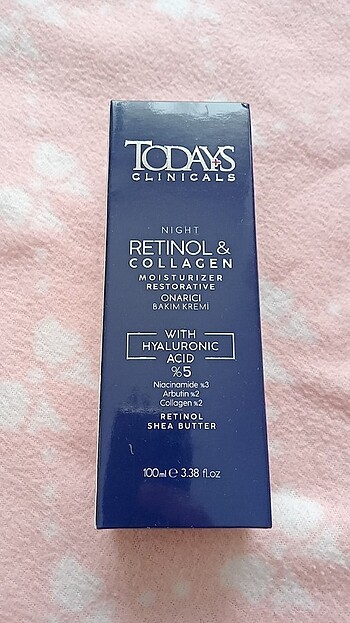 TODAYS
CLINICALS
NIGHT
RETINOL &
COLLAGEN
MOISTURIZER
RESTORATIVE
ONARICI
BAKIM KREMİ
WITH
HYALURONIC
ACID
%5
Niacinamide %3
Arbutin %2
Collagen %2
RETINOL
SHEA BUTTER
100ml ℮ 3.38 fl.oz